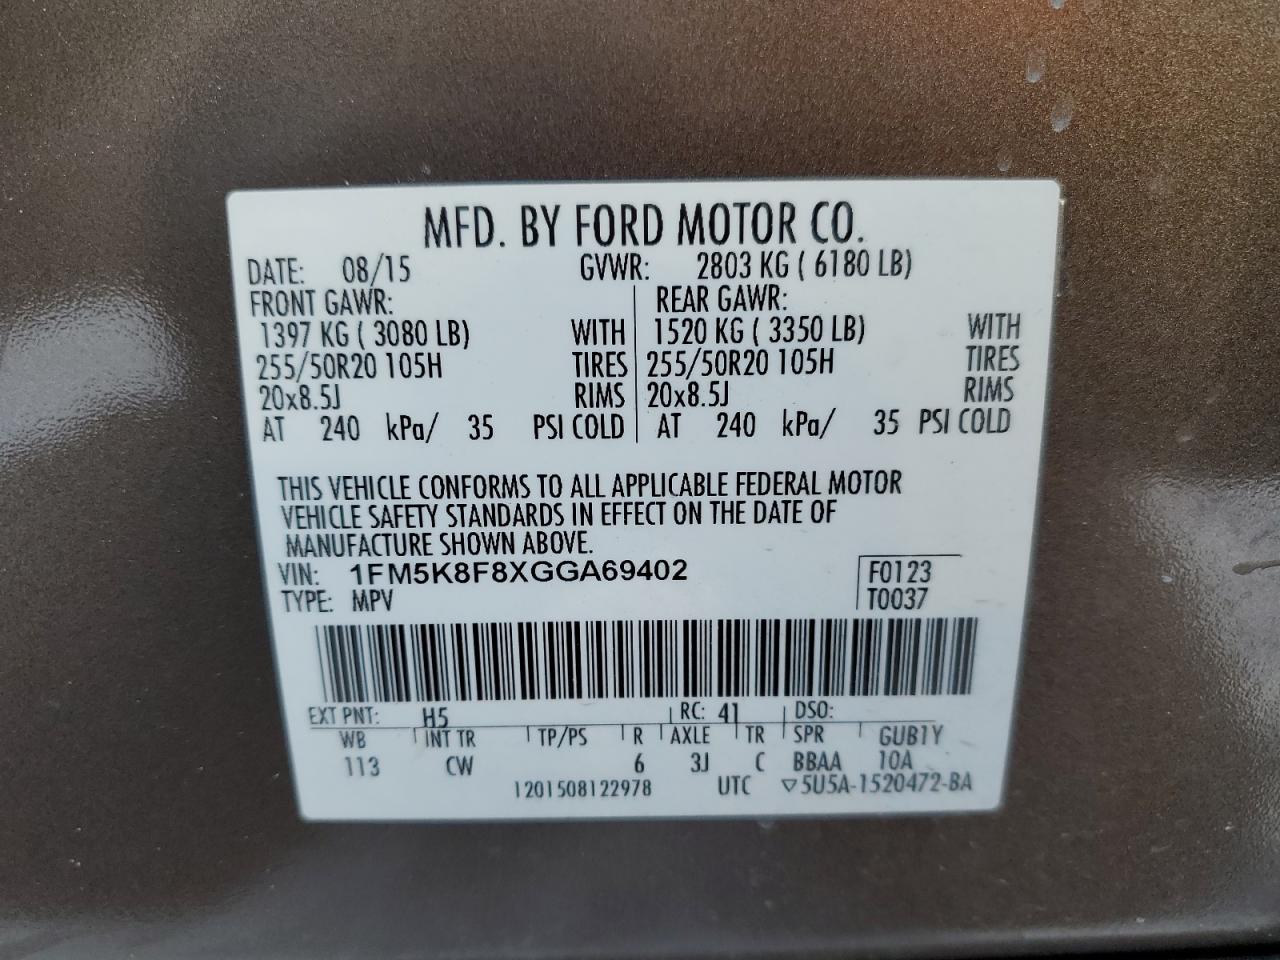 MFD. BY FORD MOTOR CO.
DATE: 08/15 GVWR: 2803 KG ( 6180 LB)
FRONT GAWR: REAR GAWR:
1397 KG ( 3080 LB) WITH 1520 KG ( 3350 LB) WITH
255/50R20 105H TIRES 255/50R20 105H TIRES
20x8.5J RIMS 20x8.5J RIMS
AT 240 kPa/ 35 PSI COLD AT 240 kPa/ 35 PSI COLD
THIS VEHICLE CONFORMS TO ALL APPLICABLE FEDERAL MOTOR
VEHICLE SAFETY STANDARDS IN EFFECT ON THE DATE OF
MANUFACTURE SHOWN ABOVE.
VIN: 1FM5K8F8XGGA69402 F0123
TYPE: MPV T0037
EXT PNT: H5 RC: 41 DSO:
WB INT TR TP/PS R AXLE TR SPR GUB1Y
113 CW 6 3J C BBAA 10A
1201508122978 UTC ▽5U5A-1520472-BA